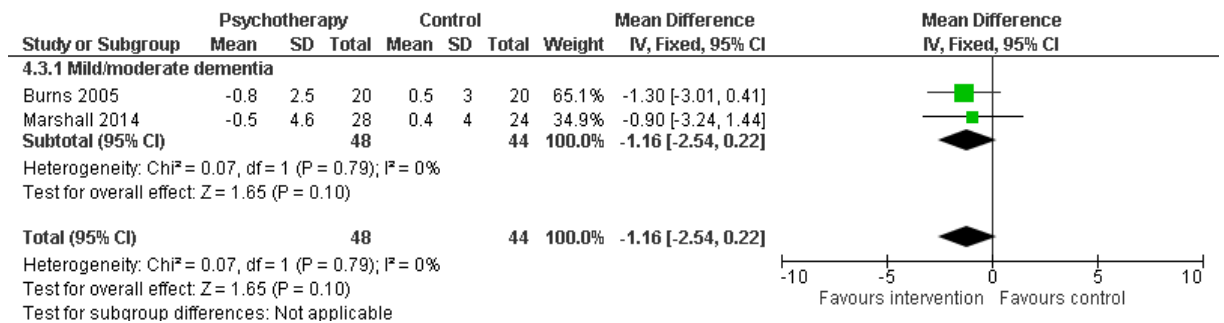 Psychotherapy Control Mean Difference Mean Difference
Study or Subgroup Mean SD Total Mean SD Total Weight IV, Fixed, 95% CI IV, Fixed, 95% CI
4.3.1 Mild/moderate dementia
Burns 2005 -0.8 2.5 20 0.5 3 20 65.1% -1.30 [-3.01, 0.41]
Marshall 2014 -0.5 4.6 28 0.4 4 24 34.9% -0.90 [-3.24, 1.44]
Subtotal (95% CI) 48 44 100.0% -1.16 [-2.54, 0.22]
Heterogeneity: Chi² = 0.07, df = 1 (P = 0.79); I² = 0%
Test for overall effect: Z = 1.65 (P = 0.10)
Total (95% CI) 48 44 100.0% -1.16 [-2.54, 0.22]
Heterogeneity: Chi² = 0.07, df = 1 (P = 0.79); I² = 0%
Test for overall effect: Z = 1.65 (P = 0.10)
Test for subgroup differences: Not applicable
-10 -5 0 5 10
Favours intervention Favours control